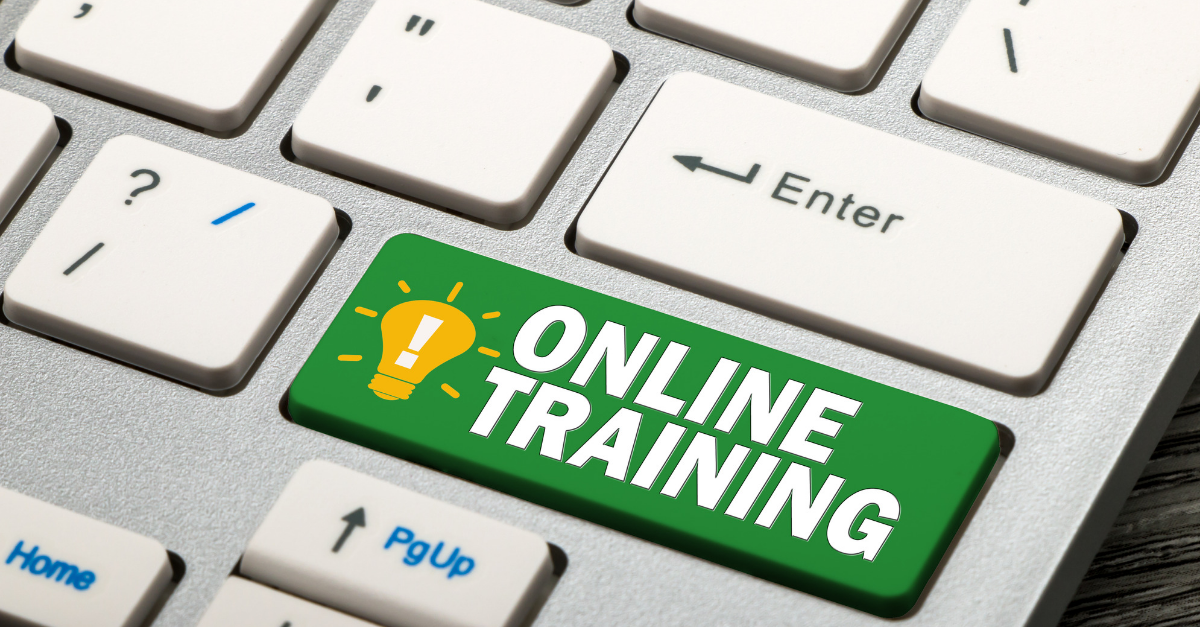 ;
"
'
\
← Enter
? /
/
!
ONLINE
TRAINING
↑ PgUp
Home